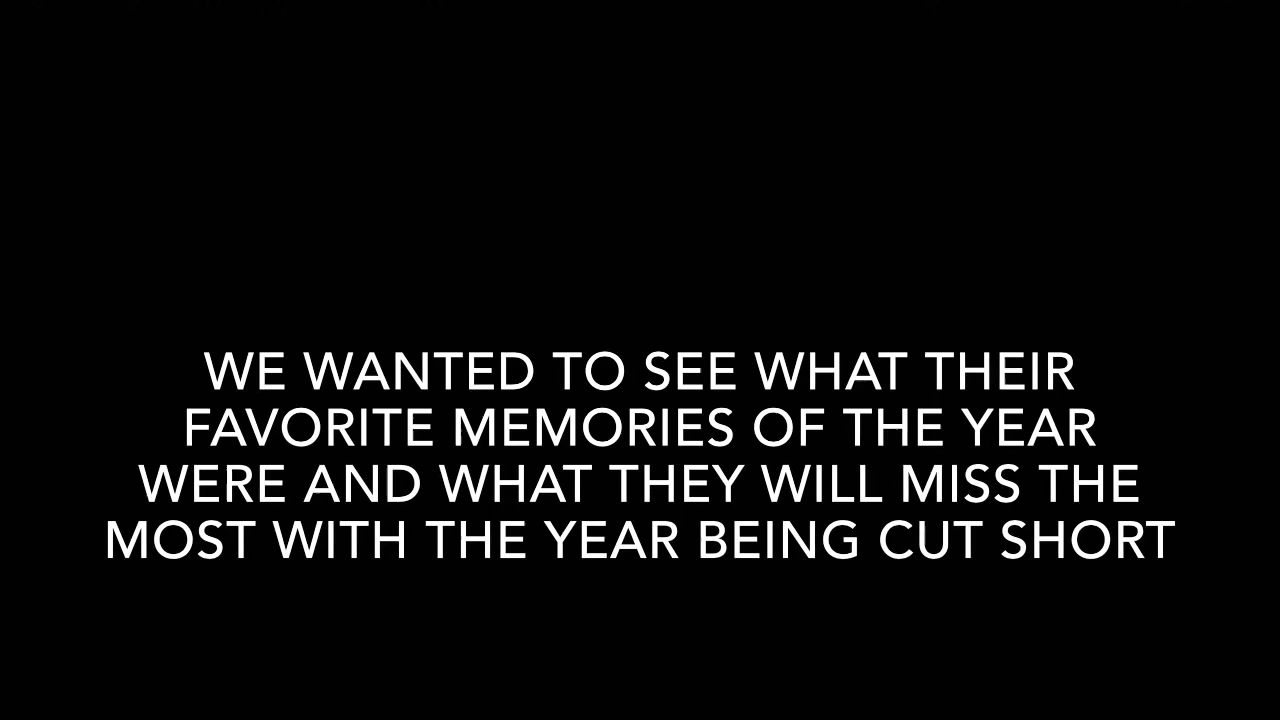 WE WANTED TO SEE WHAT THEIR
FAVORITE MEMORIES OF THE YEAR
WERE AND WHAT THEY WILL MISS THE
MOST WITH THE YEAR BEING CUT SHORT